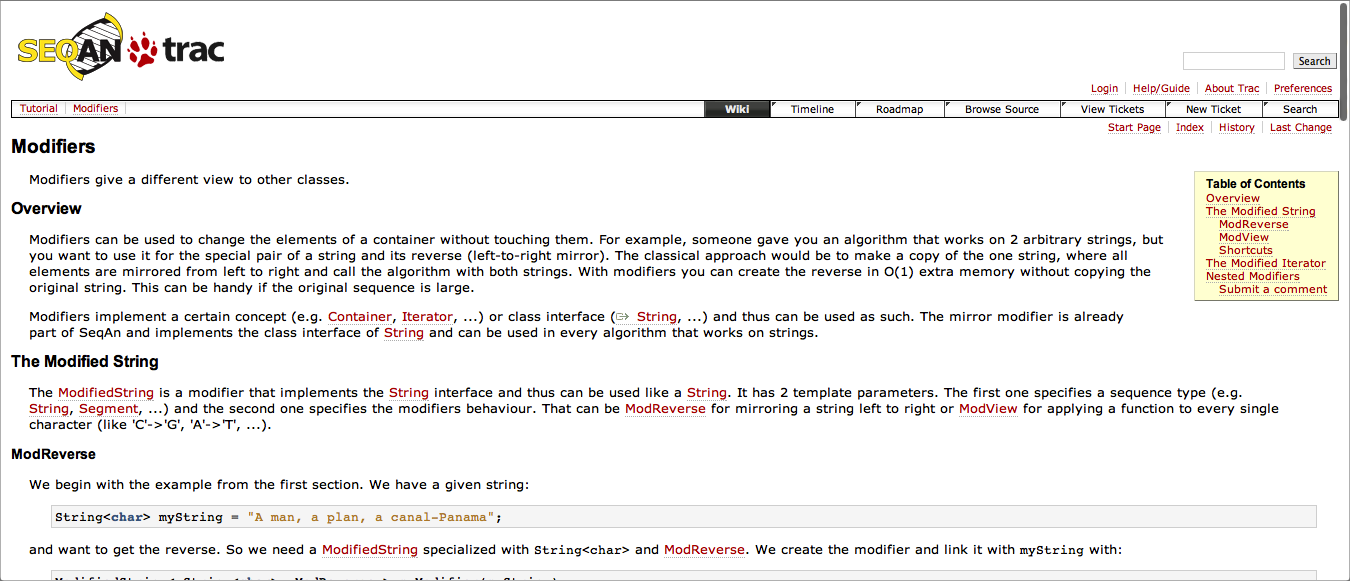 SEQAN trac
Search
Login Help/Guide About Trac Preferences
Tutorial Modifiers Wiki Timeline Roadmap Browse Source View Tickets New Ticket Search
Start Page Index History Last Change
Modifiers
Modifiers give a different view to other classes.
Table of Contents
Overview
The Modified String
ModReverse
ModView
Shortcuts
The Modified Iterator
Nested Modifiers
Submit a comment
Overview
Modifiers can be used to change the elements of a container without touching them. For example, someone gave you an algorithm that works on 2 arbitrary strings, but
you want to use it for the special pair of a string and its reverse (left-to-right mirror). The classical approach would be to make a copy of the one string, where all
elements are mirrored from left to right and call the algorithm with both strings. With modifiers you can create the reverse in O(1) extra memory without copying the
original string. This can be handy if the original sequence is large.
Modifiers implement a certain concept (e.g. Container, Iterator, ...) or class interface (String, ...) and thus can be used as such. The mirror modifier is already
part of SeqAn and implements the class interface of String and can be used in every algorithm that works on strings.
The Modified String
The ModifiedString is a modifier that implements the String interface and thus can be used like a String. It has 2 template parameters. The first one specifies a sequence type (e.g.
String, Segment, ...) and the second one specifies the modifiers behaviour. That can be ModReverse for mirroring a string left to right or ModView for applying a function to every single
character (like 'C'->'G', 'A'->'T', ...).
ModReverse
We begin with the example from the first section. We have a given string:
String<char> myString = "A man, a plan, a canal-Panama";
and want to get the reverse. So we need a ModifiedString specialized with String<char> and ModReverse. We create the modifier and link it with myString with: